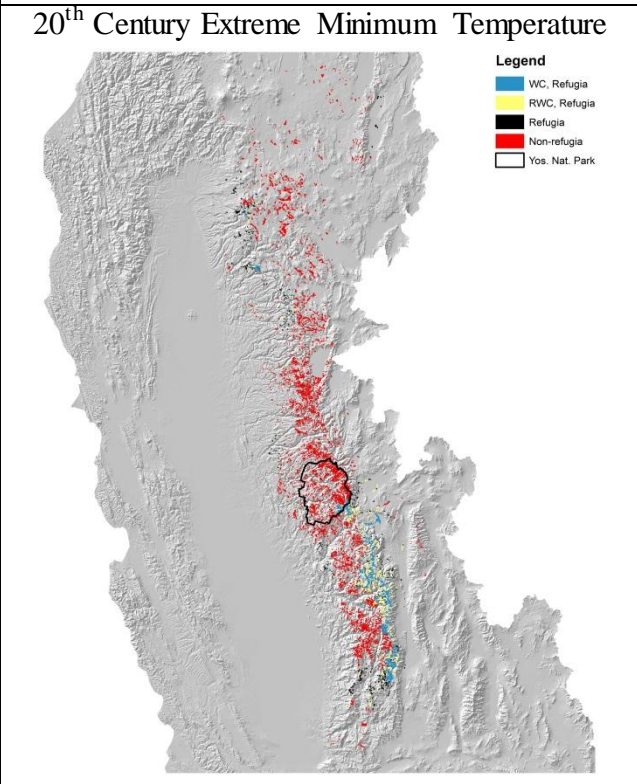 20th Century Extreme Minimum Temperature
Legend
WC, Refugia
RWC, Refugia
Refugia
Non-refugia
Yos. Nat. Park